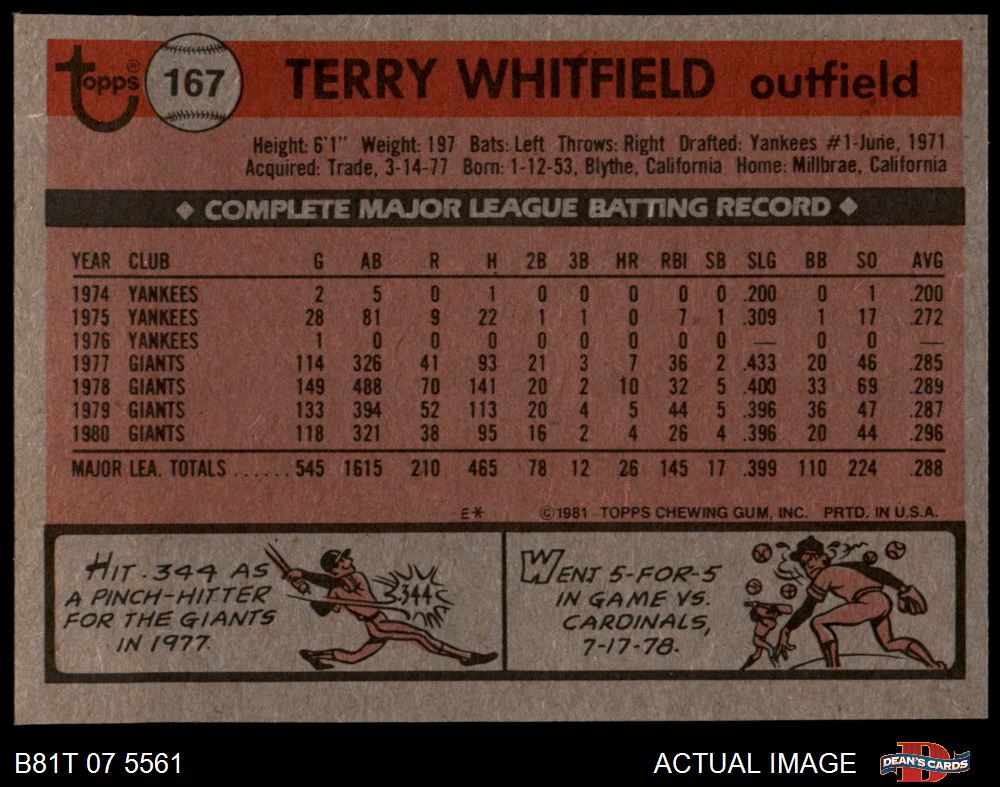 topps® 167 TERRY WHITFIELD outfield
Height: 6'1" Weight: 197 Bats: Left Throws: Right Drafted: Yankees #1-June, 1971
Acquired: Trade, 3-14-77 Born: 1-12-53, Blythe, California Home: Millbrae, California
◆ COMPLETE MAJOR LEAGUE BATTING RECORD ◆
YEAR CLUB G AB R H 2B 3B HR RBI SB SLG BB SO AVG
1974 YANKEES 2 5 0 1 0 0 0 0 0 .200 0 1 .200
1975 YANKEES 28 81 9 22 1 1 0 7 1 .309 1 17 .272
1976 YANKEES 1 0 0 0 0 0 0 0 0 — 0 0 —
1977 GIANTS 114 326 41 93 21 3 7 36 2 .433 20 46 .285
1978 GIANTS 149 488 70 141 20 2 10 32 5 .400 33 69 .289
1979 GIANTS 133 394 52 113 20 4 5 44 5 .396 36 47 .287
1980 GIANTS 118 321 38 95 16 2 4 26 4 .396 20 44 .296
MAJOR LEA. TOTALS ...... 545 1615 210 465 78 12 26 145 17 .399 110 224 .288
E* ©1981 TOPPS CHEWING GUM, INC. PRTD. IN U.S.A.
HIT .344 AS
A PINCH-HITTER
FOR THE GIANTS
IN 1977.
.344
WENT 5-FOR-5
IN GAME VS.
CARDINALS,
7-17-78.
B81T 07 5561 ACTUAL IMAGE DEAN'S CARDS